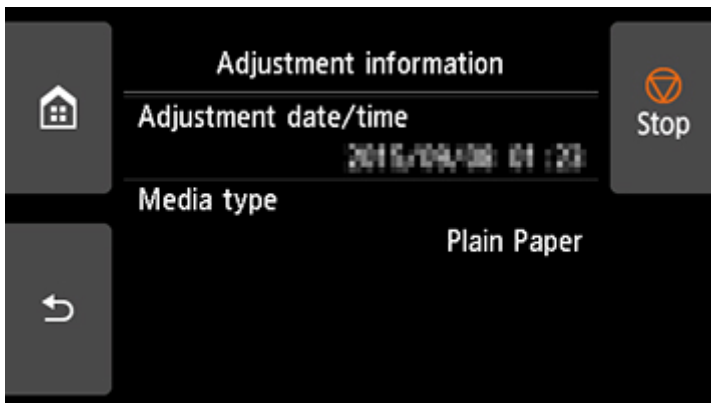 Adjustment information
Stop
Adjustment date/time
Media type
Plain Paper